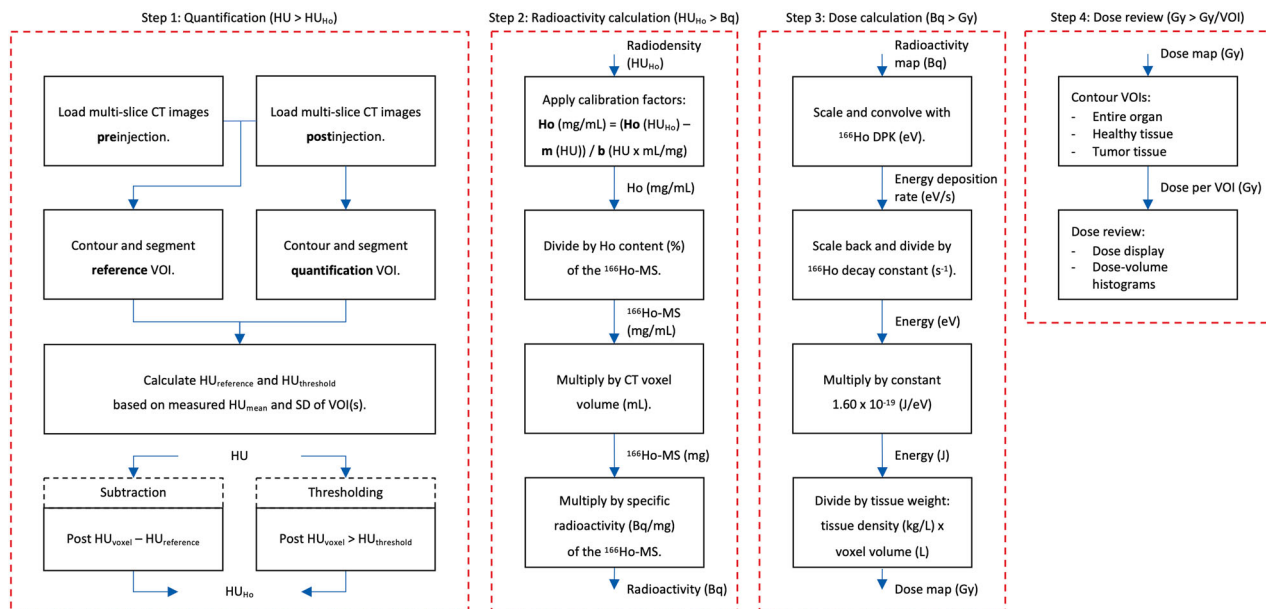 Step 1: Quantification (HU > HU_Ho)
Load multi-slice CT images
preinjection.
Load multi-slice CT images
postinjection.
Contour and segment
reference VOI.
Contour and segment
quantification VOI.
Calculate HU_reference and HU_threshold
based on measured HU_mean and SD of VOI(s).
HU
Subtraction
Post HU_voxel – HU_reference
Thresholding
Post HU_voxel > HU_threshold
HU_Ho
Step 2: Radioactivity calculation (HU_Ho > Bq)
Radiodensity
(HU_Ho)
Apply calibration factors:
Ho (mg/mL) = (Ho (HU_Ho) –
m (HU)) / b (HU x mL/mg)
Ho (mg/mL)
Divide by Ho content (%)
of the ¹⁶⁶Ho-MS.
¹⁶⁶Ho-MS
(mg/mL)
Multiply by CT voxel
volume (mL).
¹⁶⁶Ho-MS (mg)
Multiply by specific
radioactivity (Bq/mg)
of the ¹⁶⁶Ho-MS.
Radioactivity (Bq)
Step 3: Dose calculation (Bq > Gy)
Radioactivity
map (Bq)
Scale and convolve with
¹⁶⁶Ho DPK (eV).
Energy deposition
rate (eV/s)
Scale back and divide by
¹⁶⁶Ho decay constant (s⁻¹).
Energy (eV)
Multiply by constant
1.60 x 10⁻¹⁹ (J/eV)
Energy (J)
Divide by tissue weight:
tissue density (kg/L) x
voxel volume (L)
Dose map (Gy)
Step 4: Dose review (Gy > Gy/VOI)
Dose map (Gy)
Contour VOIs:
- Entire organ
- Healthy tissue
- Tumor tissue
Dose per VOI (Gy)
Dose review:
- Dose display
- Dose-volume
histograms